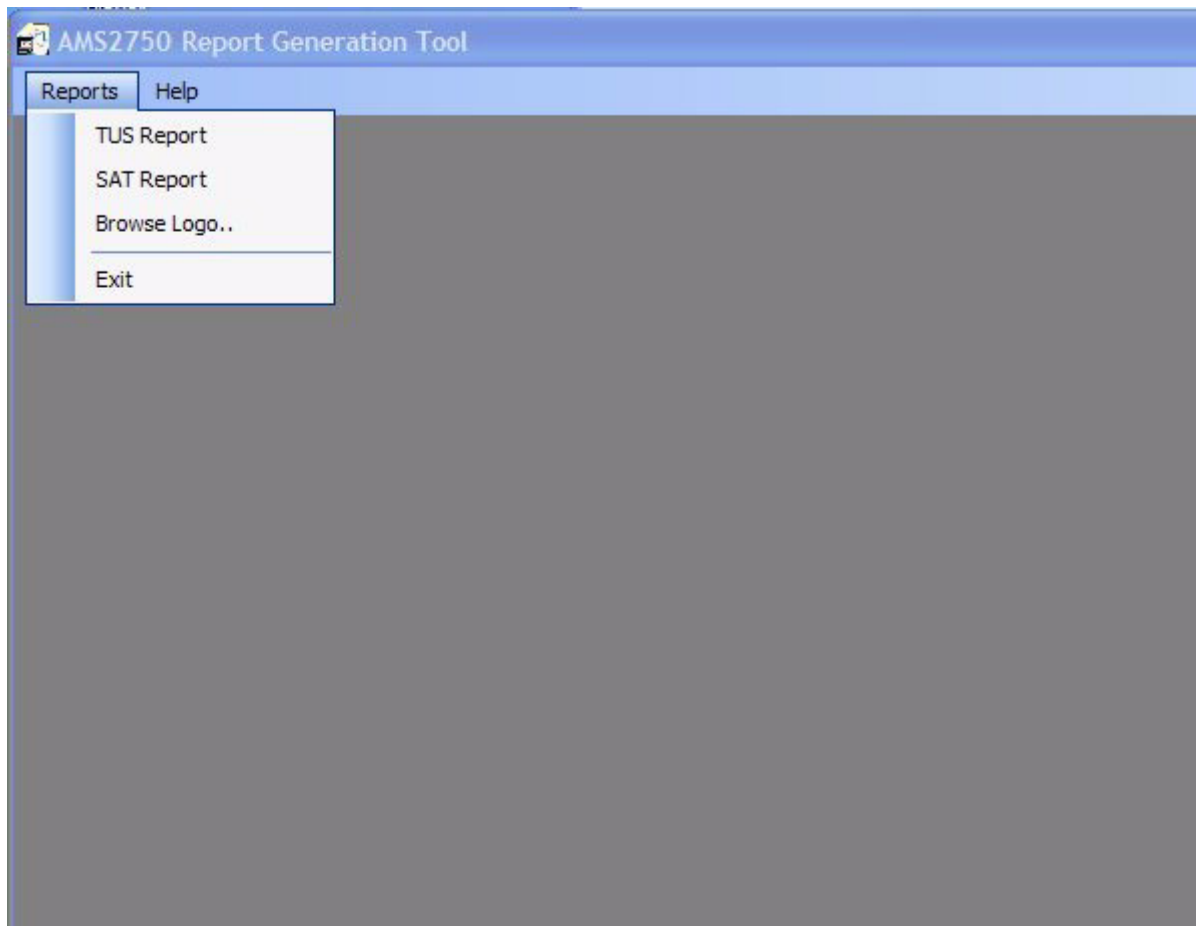 AMS2750 Report Generation Tool
Reports Help
TUS Report
SAT Report
Browse Logo..
Exit